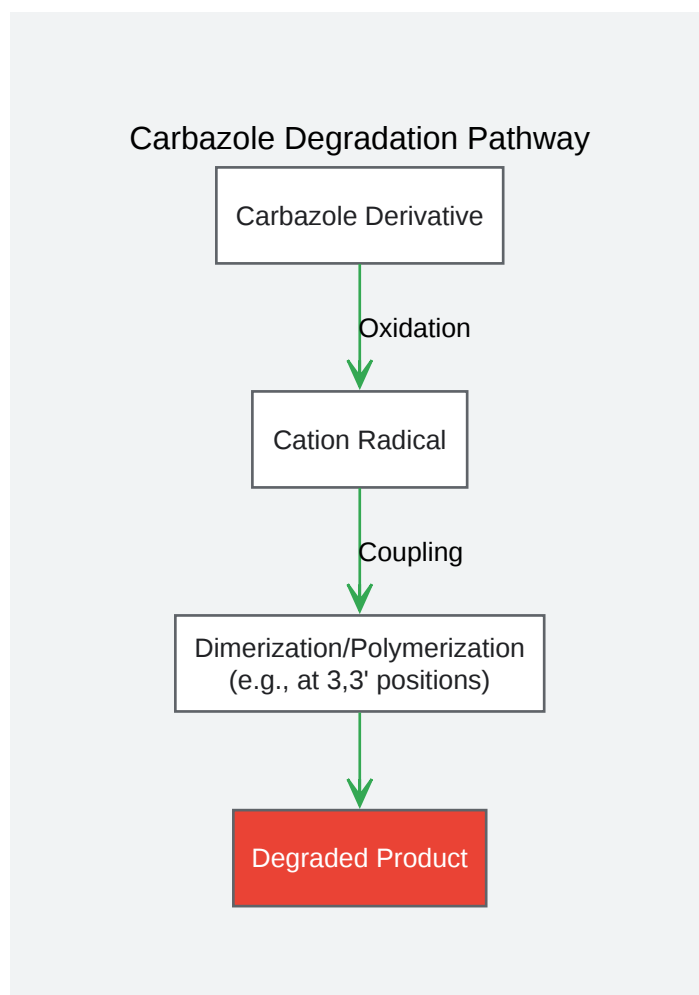 Carbazole Degradation Pathway
Carbazole Derivative
Oxidation
Cation Radical
Coupling
Dimerization/Polymerization
(e.g., at 3,3' positions)
Degraded Product